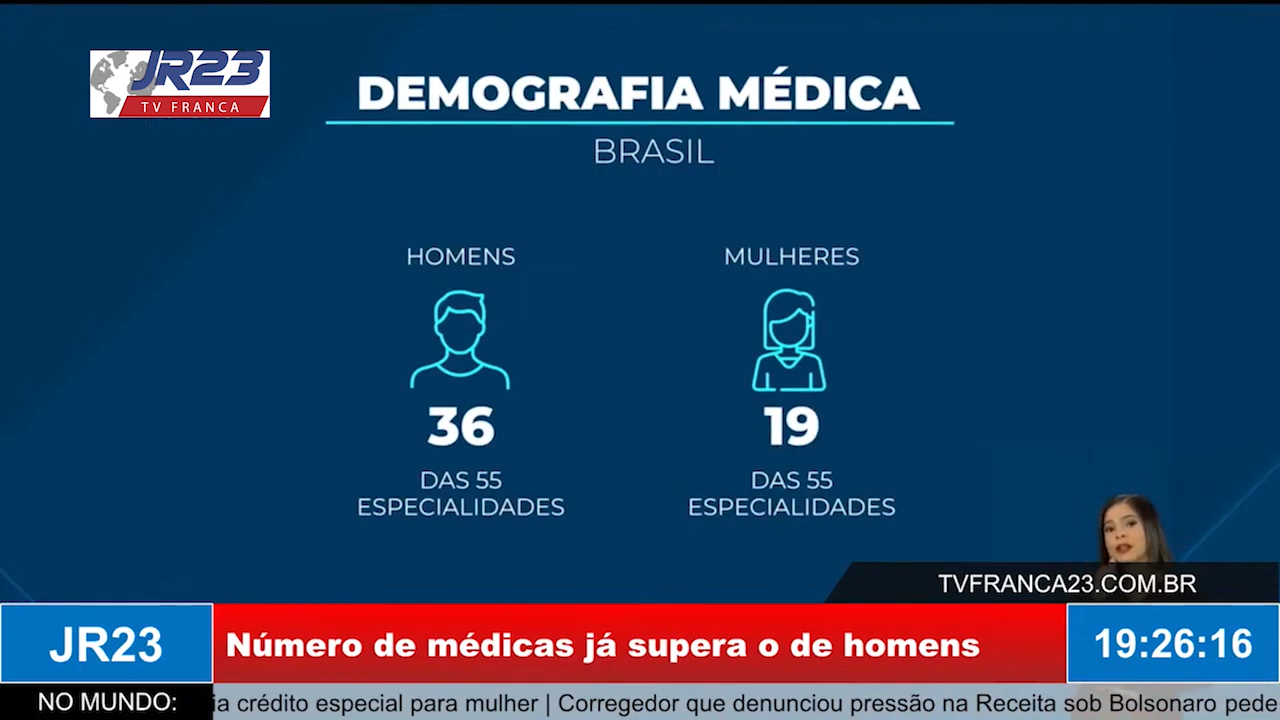 JR23
TV FRANCA
DEMOGRAFIA MÉDICA
BRASIL
HOMENS
MULHERES
36
19
DAS 55
ESPECIALIDADES
DAS 55
ESPECIALIDADES
TVFRANCA23.COM.BR
JR23
Número de médicas já supera o de homens
19:26:16
NO MUNDO:
crédito especial para mulher | Corregedor que denunciou pressão na Receita sob Bolsonaro pede